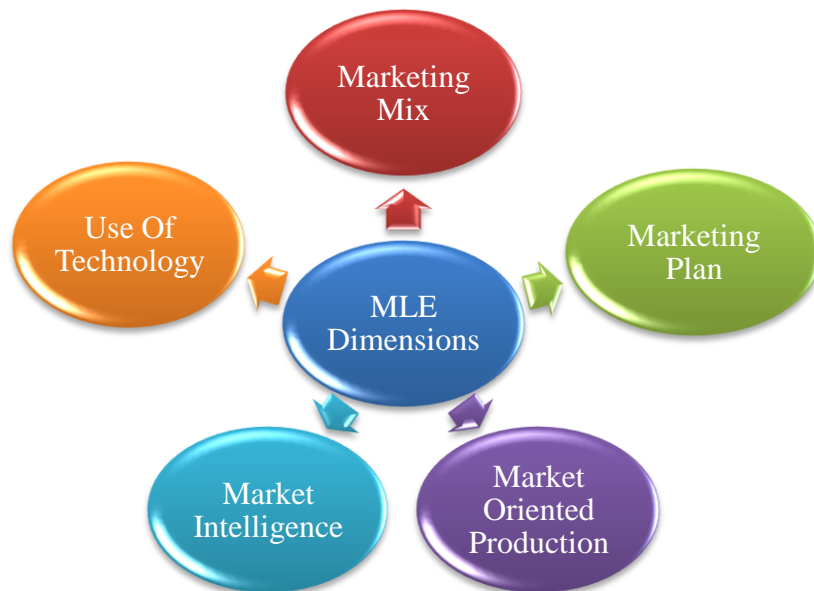 Marketing
Mix
Use Of
Technology
Marketing
Plan
MLE
Dimensions
Market
Intelligence
Market
Oriented
Production